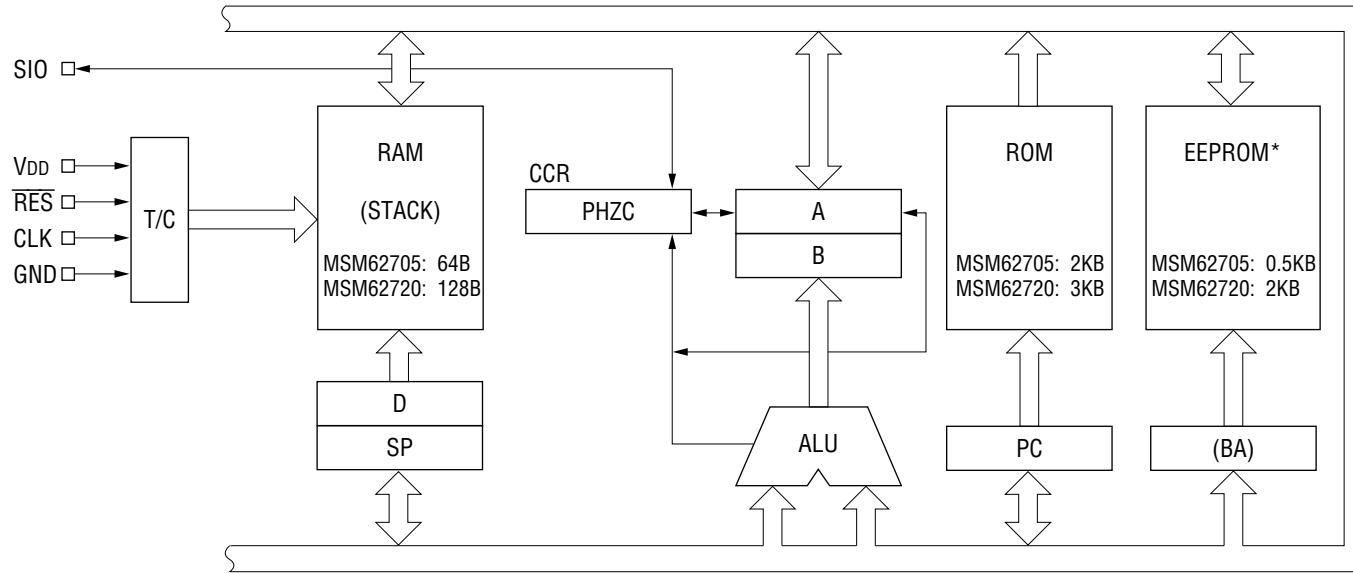 SIO
VDD
RES
CLK
GND
T/C
RAM
(STACK)
MSM62705: 64B
MSM62720: 128B
D
SP
CCR
PHZC
A
B
ALU
ROM
MSM62705: 2KB
MSM62720: 3KB
PC
EEPROM*
MSM62705: 0.5KB
MSM62720: 2KB
(BA)